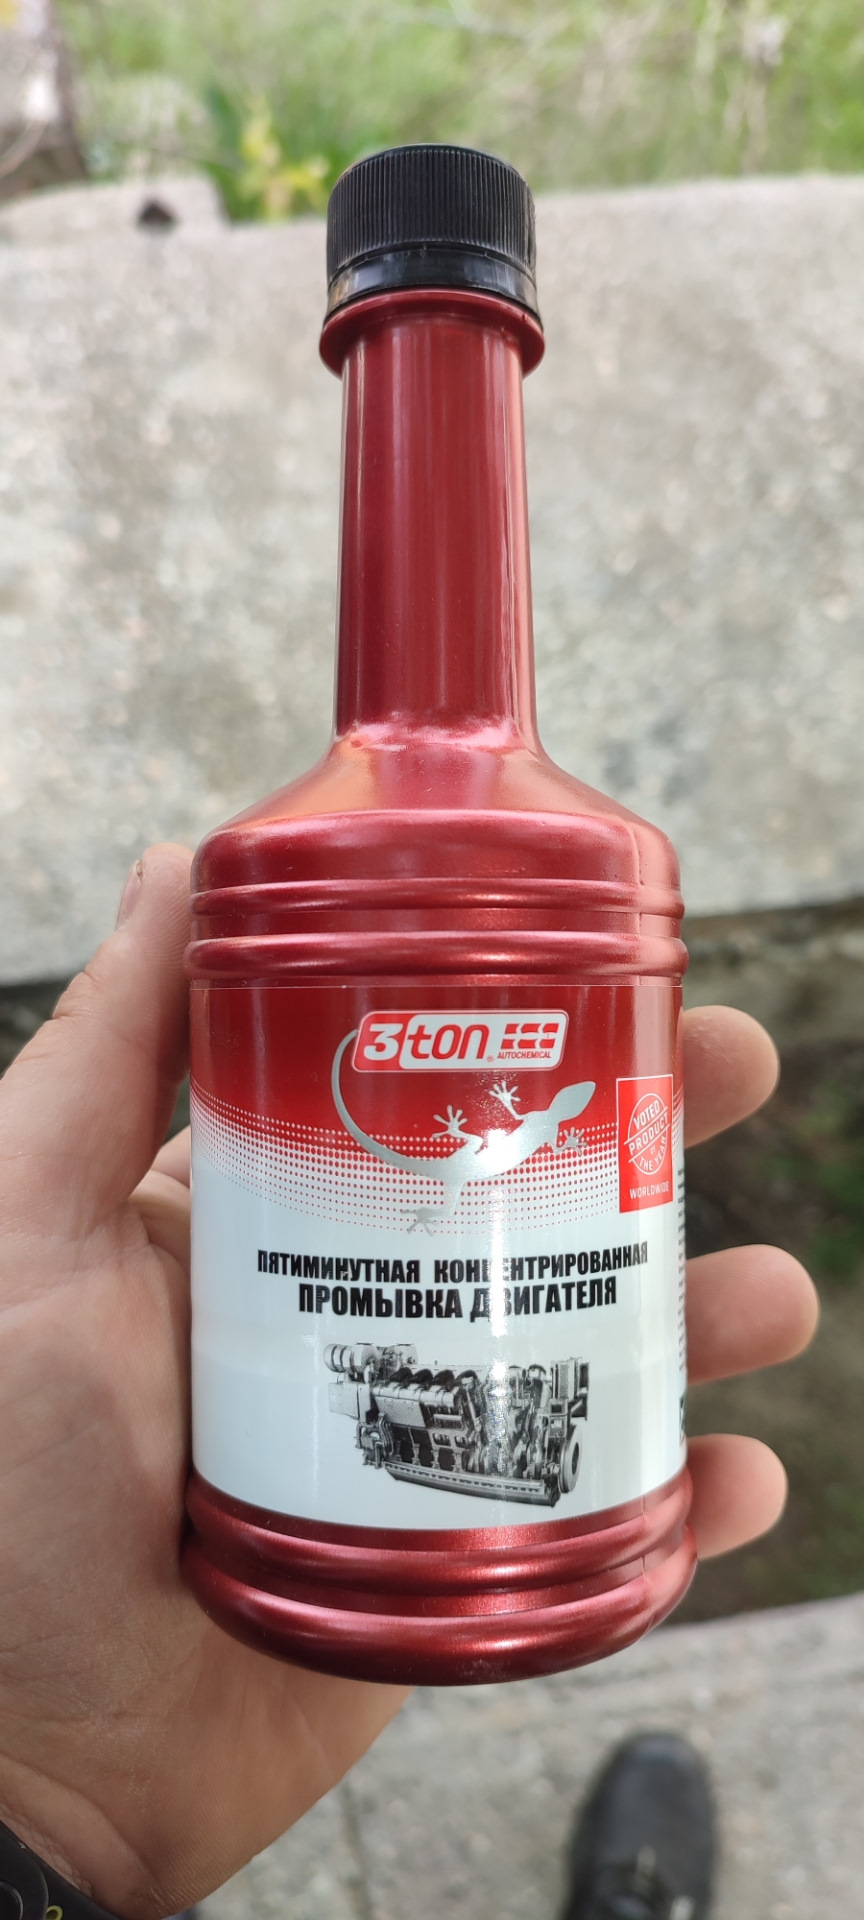 3ton
®
AUTOCHEMICAL
VOTED
PRODUCT
OF
THE YEAR
WORLDWIDE
ПЯТИМИНУТНАЯ КОНЦЕНТРИРОВАННАЯ
ПРОМЫВКА ДВИГАТЕЛЯ